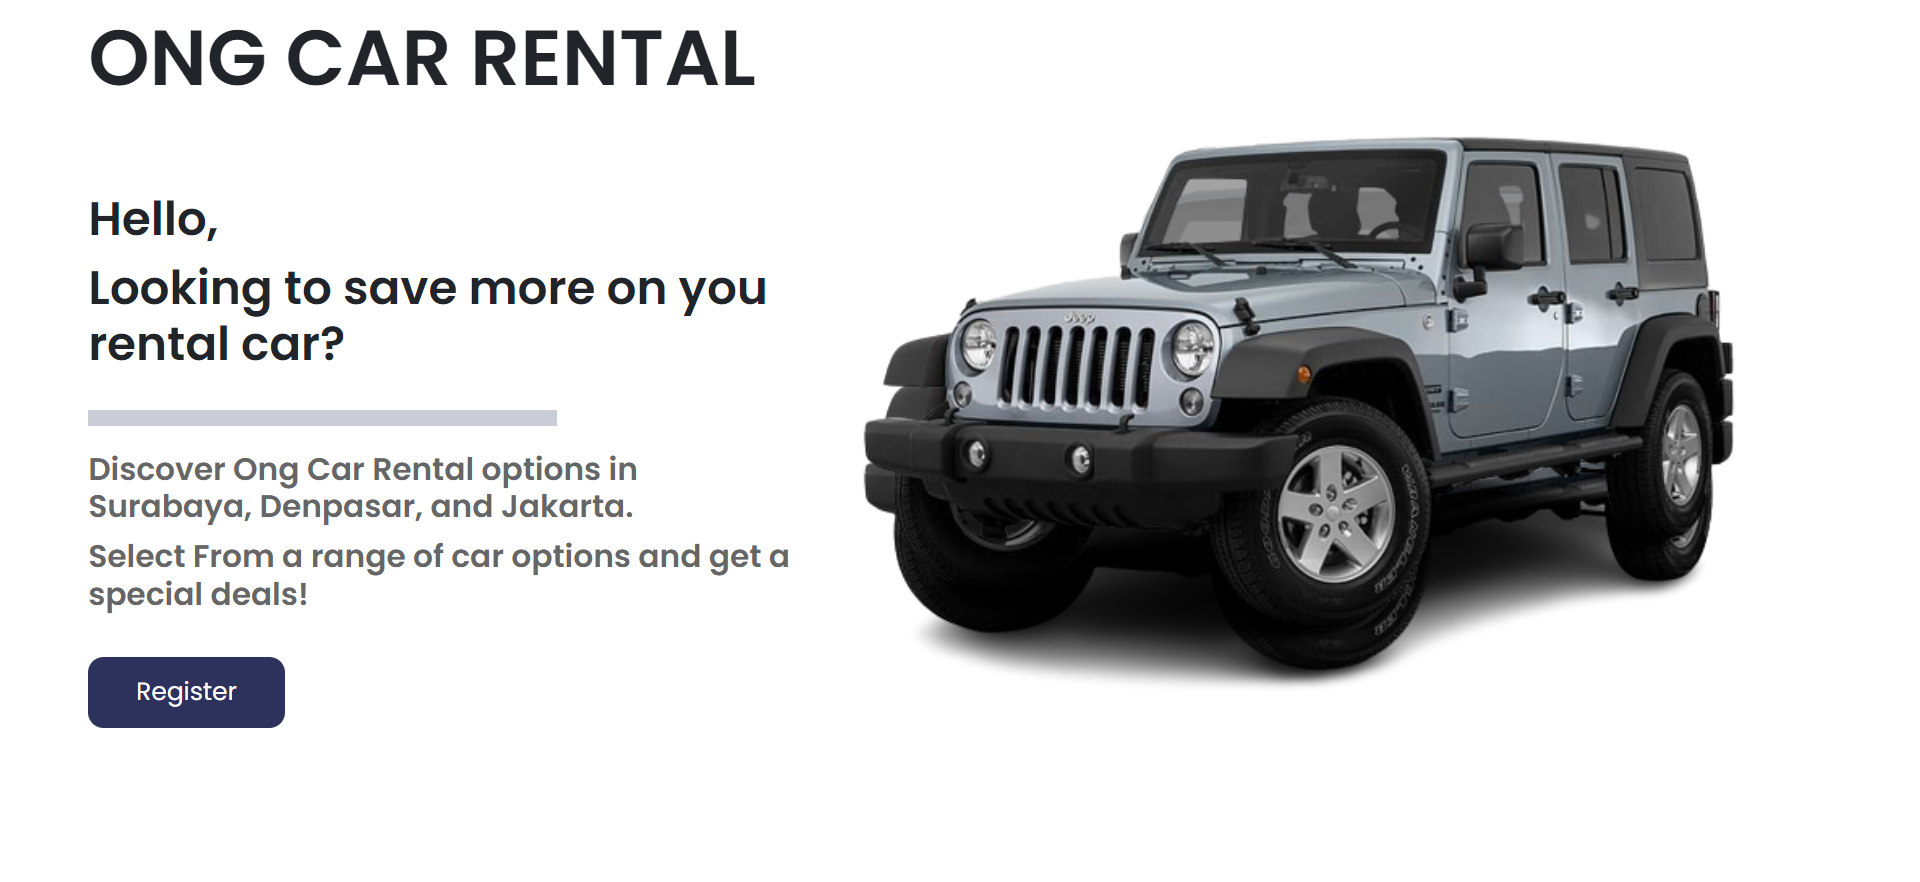 ONG CAR RENTAL
Hello,
Looking to save more on you
rental car?
Discover Ong Car Rental options in
Surabaya, Denpasar, and Jakarta.
Select From a range of car options and get a
special deals!
Register
Jeep